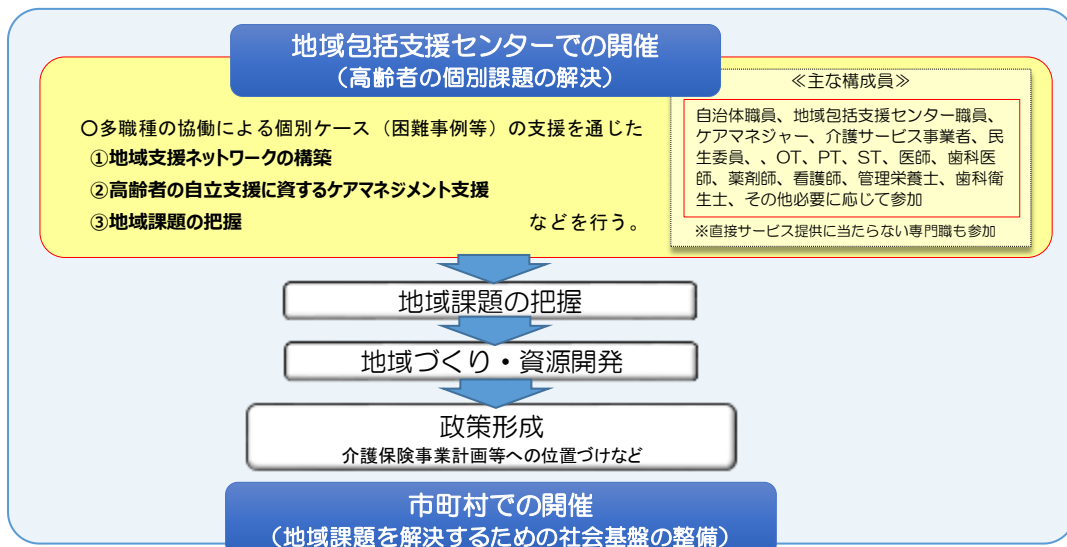 地域包括支援センターでの開催
(高齢者の個別課題の解決)
〇多職種の協働による個別ケース(困難事例等)の支援を通じた
①地域支援ネットワークの構築
②高齢者の自立支援に資するケアマネジメント支援
③地域課題の把握 などを行う。
≪主な構成員≫
自治体職員、地域包括支援センター職員、
ケアマネジャー、介護サービス事業者、民
生委員、、OT、PT、ST、医師、歯科医
師、薬剤師、看護師、管理栄養士、歯科衛
生士、その他必要に応じて参加
※直接サービス提供に当たらない専門職も参加
地域課題の把握
地域づくり・資源開発
政策形成
介護保険事業計画等への位置づけなど
市町村での開催
(地域課題を解決するための社会基盤の整備)